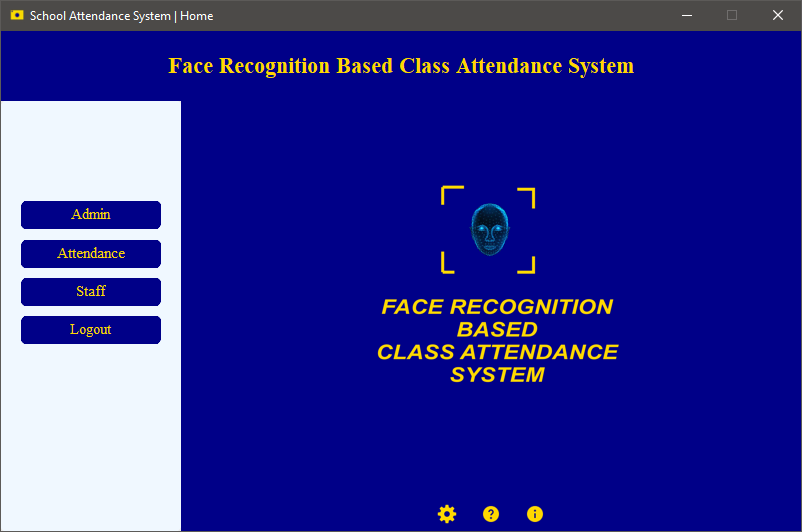 School Attendance System | Home
Face Recognition Based Class Attendance System
Admin
Attendance
Staff
Logout
FACE RECOGNITION
BASED
CLASS ATTENDANCE
SYSTEM